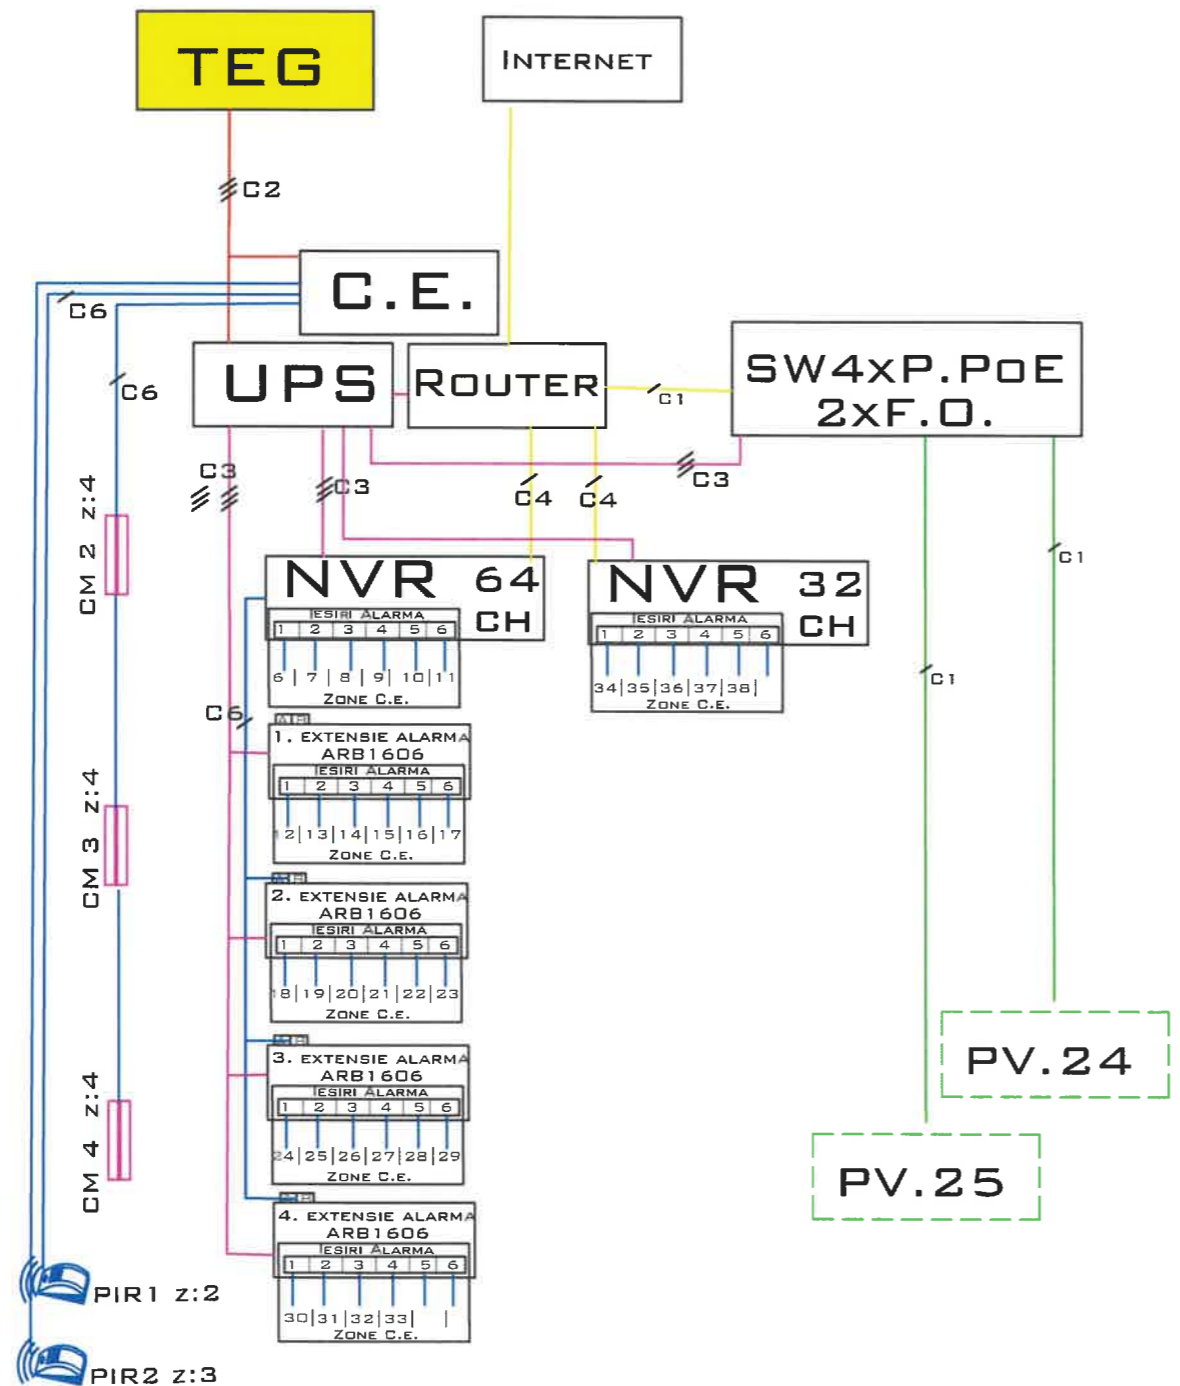 TEG
INTERNET
C2
C.E.
C6
C6
UPS
ROUTER
C1
SW4xP.PoE
2xF.O.
C3
C3
C4
C4
C3
CM 2 z:4
NVR 64
CH
IESIRI ALARMA
1 2 3 4 5 6
6 | 7 | 8 | 9 | 10 | 11
ZONE C.E.
NVR 32
CH
IESIRI ALARMA
1 2 3 4 5 6
34|35|36|37|38|
ZONE C.E.
C1
C1
C6
A B
1. EXTENSIE ALARMA
ARB1606
IESIRI ALARMA
1 2 3 4 5 6
12|13|14|15|16|17
ZONE C.E.
CM 3 z:4
A B
2. EXTENSIE ALARMA
ARB1606
IESIRI ALARMA
1 2 3 4 5 6
18|19|20|21|22|23
ZONE C.E.
A B
3. EXTENSIE ALARMA
ARB1606
IESIRI ALARMA
1 2 3 4 5 6
24|25|26|27|28|29
ZONE C.E.
CM 4 z:4
PV.24
PV.25
A B
4. EXTENSIE ALARMA
ARB1606
IESIRI ALARMA
1 2 3 4 5 6
30|31|32|33| |
ZONE C.E.
PIR1 z:2
PIR2 z:3